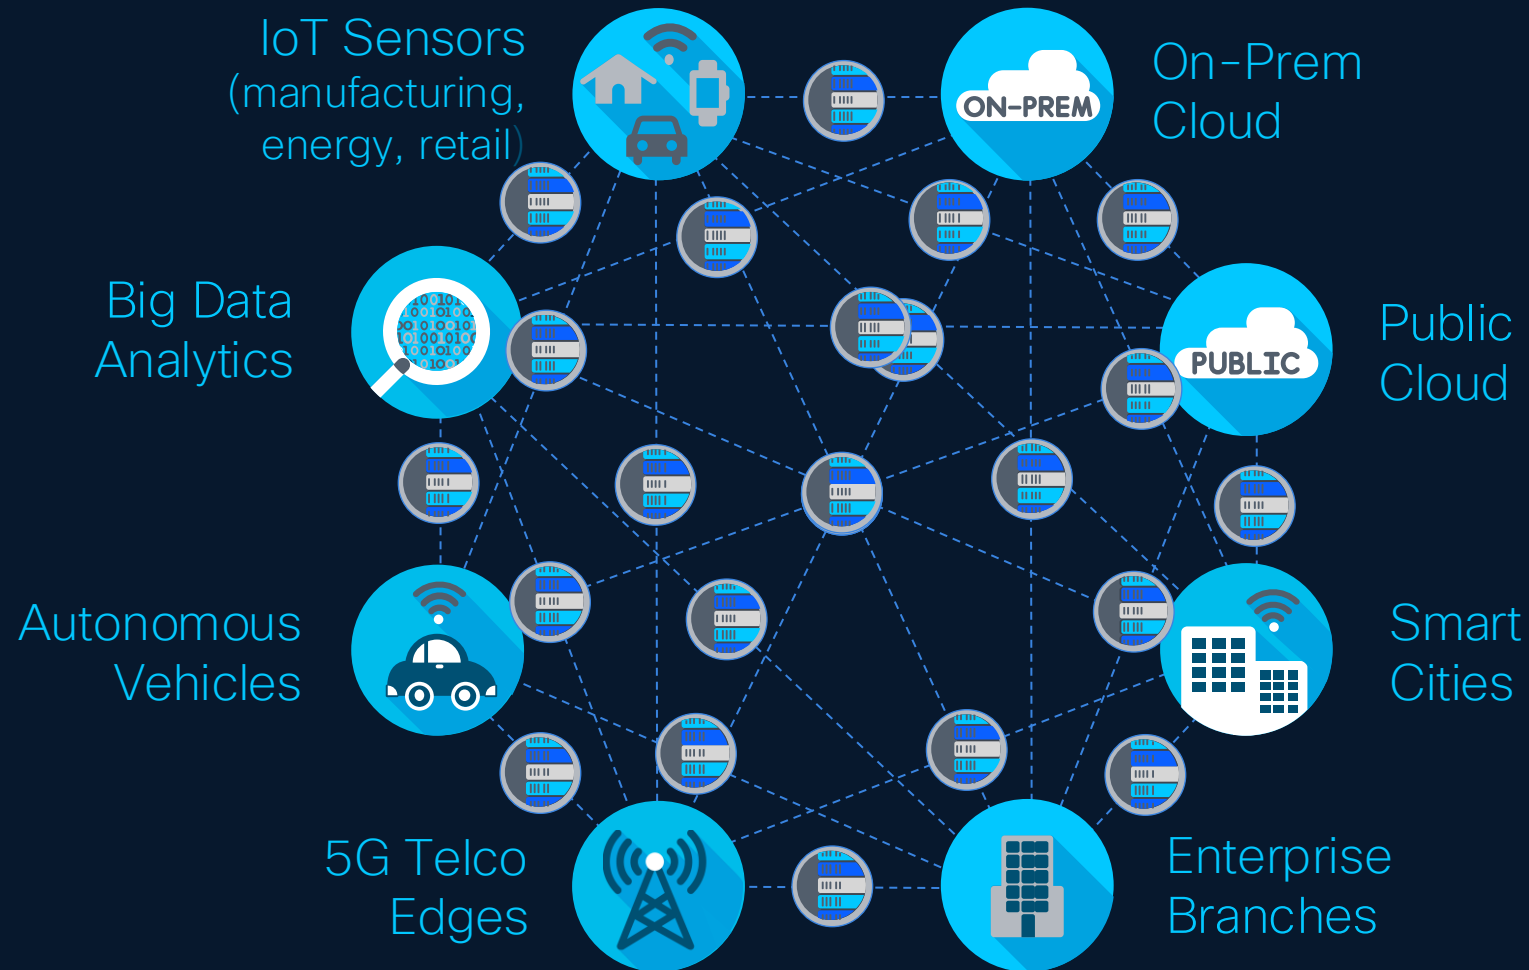 IoT Sensors
(manufacturing,
energy, retail)
ON-PREM
On-Prem
Cloud
Big Data
Analytics
PUBLIC
Public
Cloud
Autonomous
Vehicles
Smart
Cities
5G Telco
Edges
Enterprise
Branches